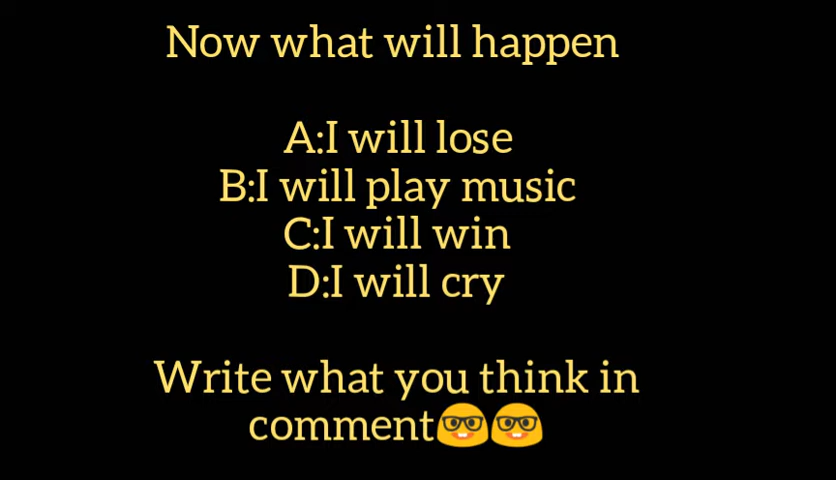 Now what will happen
A:I will lose
B:I will play music
C:I will win
D:I will cry
Write what you think in
comment🤓🤓